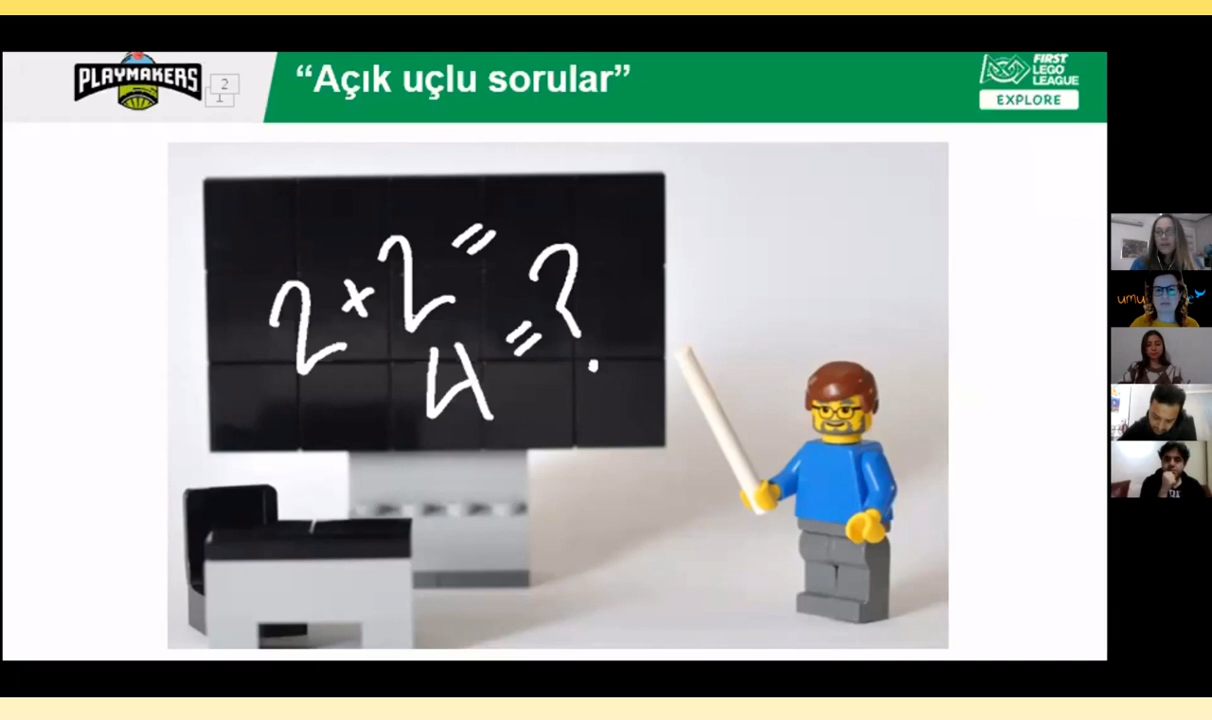 PLAYMAKERS
2
1
“Açık uçlu sorular”
FIRST
LEGO
LEAGUE
EXPLORE
2 x 2 = ?
4 =
umu